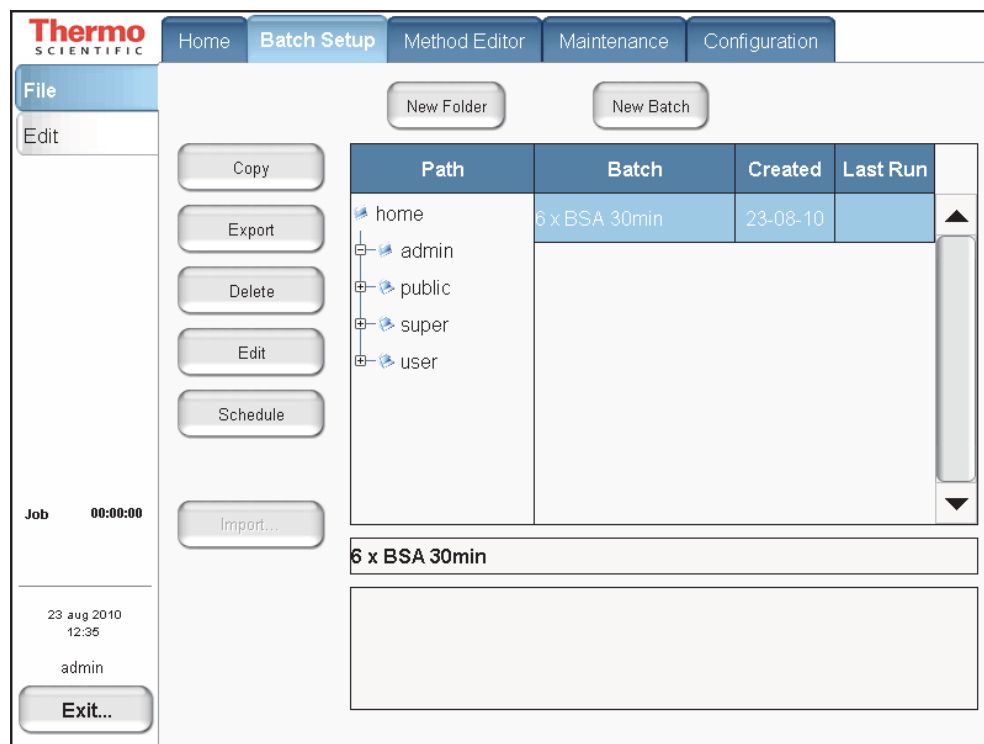 Thermo
SCIENTIFIC
Home
Batch Setup
Method Editor
Maintenance
Configuration
File
Edit
New Folder
New Batch
Copy
Export
Delete
Edit
Schedule
Import...
Path
Batch
Created
Last Run
home
admin
public
super
user
6 x BSA 30min
23-08-10
6 x BSA 30min
Job 00:00:00
23 aug 2010
12:35
admin
Exit...